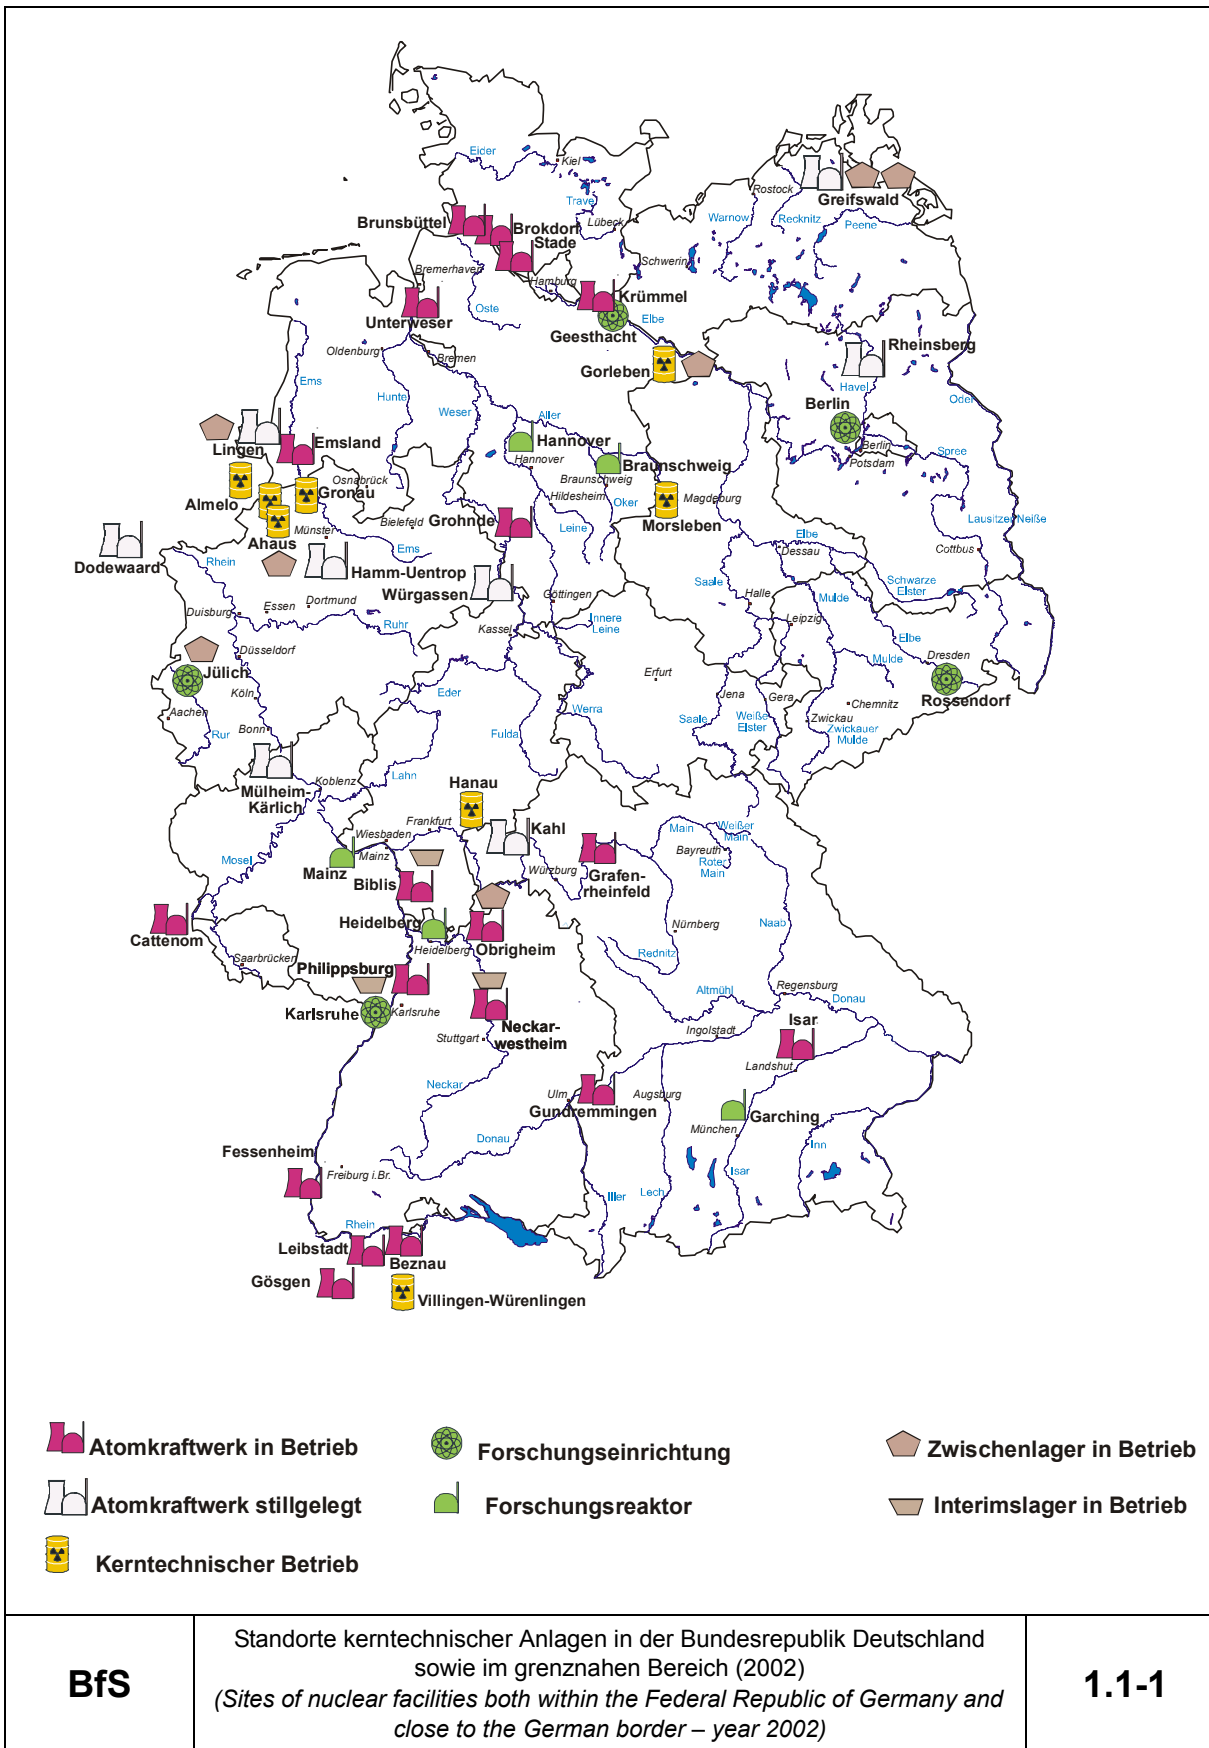 Eider
Kiel
Rostock
Greifswald
Trave
Warnow
Recknitz
Peene
Brunsbüttel
Brokdorf
Lübeck
Stade
Schwerin
Bremerhaven
Hamburg
Krümmel
Unterweser
Oste
Elbe
Geesthacht
Rheinsberg
Oldenburg
Bremen
Gorleben
Ems
Hunte
Weser
Havel
Oder
Aller
Berlin
Lingen
Emsland
Hannover
Berlin
Hannover
Braunschweig
Potsdam
Spree
Almelo
Gronau
Osnabrück
Braunschweig
Hildesheim
Oker
Magdeburg
Morsleben
Lausitzer Neiße
Ahaus
Münster
Bielefeld
Grohnde
Leine
Elbe
Dodewaard
Rhein
Ems
Dessau
Cottbus
Hamm-Uentrop
Würgassen
Saale
Schwarze
Elster
Duisburg
Essen
Dortmund
Göttingen
Halle
Mulde
Ruhr
Kassel
Innere
Leine
Leipzig
Elbe
Düsseldorf
Jülich
Erfurt
Mulde
Dresden
Köln
Eder
Jena
Gera
Rossendorf
Aachen
Werra
Saale
Weiße
Elster
Chemnitz
Zwickau
Zwickauer
Mulde
Rur
Bonn
Fulda
Mülheim-
Kärlich
Koblenz
Lahn
Hanau
Frankfurt
Kahl
Wiesbaden
Mainz
Main
Weißer
Main
Bayreuth
Roter
Main
Mosel
Mainz
Biblis
Würzburg
Grafen-
rheinfeld
Cattenom
Heidelberg
Obrigheim
Nürnberg
Naab
Heidelberg
Rednitz
Saarbrücken
Philippsburg
Altmühl
Regensburg
Donau
Karlsruhe
Karlsruhe
Isar
Neckar-
westheim
Stuttgart
Ingolstadt
Landshut
Neckar
Ulm
Augsburg
Gundremmingen
Garching
München
Fessenheim
Donau
Inn
Freiburg i.Br.
Isar
Iller
Lech
Rhein
Leibstadt
Beznau
Gösgen
Villingen-Würenlingen
Atomkraftwerk in Betrieb
Forschungseinrichtung
Zwischenlager in Betrieb
Atomkraftwerk stillgelegt
Forschungsreaktor
Interimslager in Betrieb
Kerntechnischer Betrieb
BfS
Standorte kerntechnischer Anlagen in der Bundesrepublik Deutschland
sowie im grenznahen Bereich (2002)
(Sites of nuclear facilities both within the Federal Republic of Germany and
close to the German border – year 2002)
1.1-1